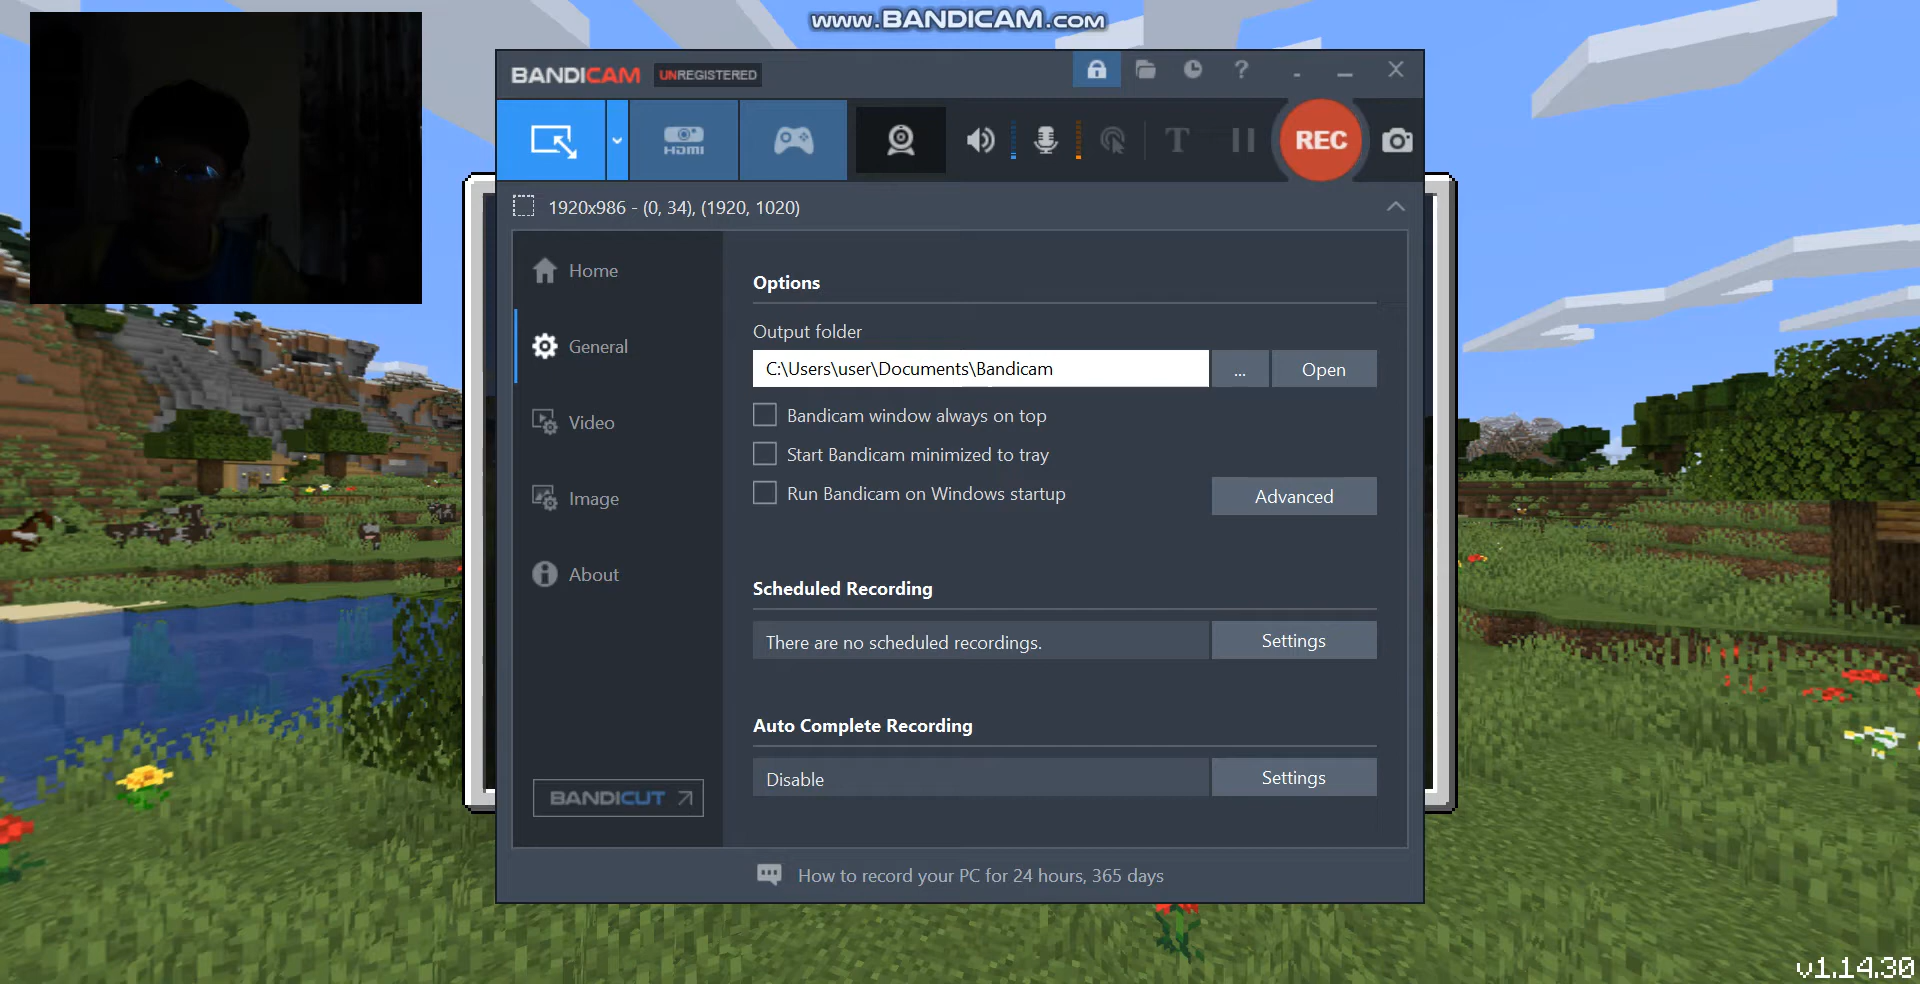 www.BANDICAM.com
BANDICAM UNREGISTERED
HDMI
T
REC
1920x986 - (0, 34), (1920, 1020)
Home
General
Video
Image
About
BANDICUT
Options
Output folder
C:\Users\user\Documents\Bandicam ... Open
Bandicam window always on top
Start Bandicam minimized to tray
Run Bandicam on Windows startup
Advanced
Scheduled Recording
There are no scheduled recordings. Settings
Auto Complete Recording
Disable Settings
How to record your PC for 24 hours, 365 days
v1.14.30